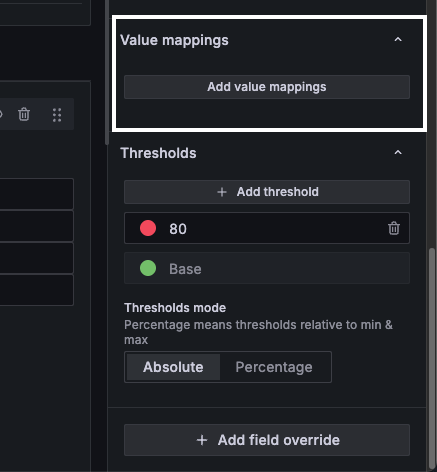 Value mappings
Add value mappings
Thresholds
+ Add threshold
80
Base
Thresholds mode
Percentage means thresholds relative to min &
max
Absolute Percentage
+ Add field override